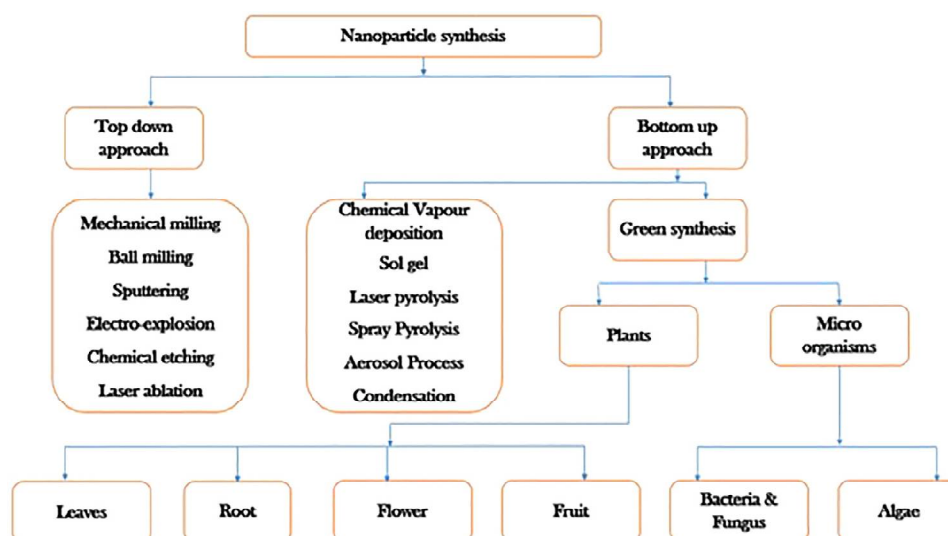 Nanoparticle synthesis
Top down
approach
Bottom up
approach
Mechanical milling
Ball milling
Sputtering
Electro-explosion
Chemical etching
Laser ablation
Chemical Vapour
deposition
Sol gel
Laser pyrolysis
Spray Pyrolysis
Aerosol Process
Condensation
Green synthesis
Plants
Micro
organisms
Leaves
Root
Flower
Fruit
Bacteria &
Fungus
Algae